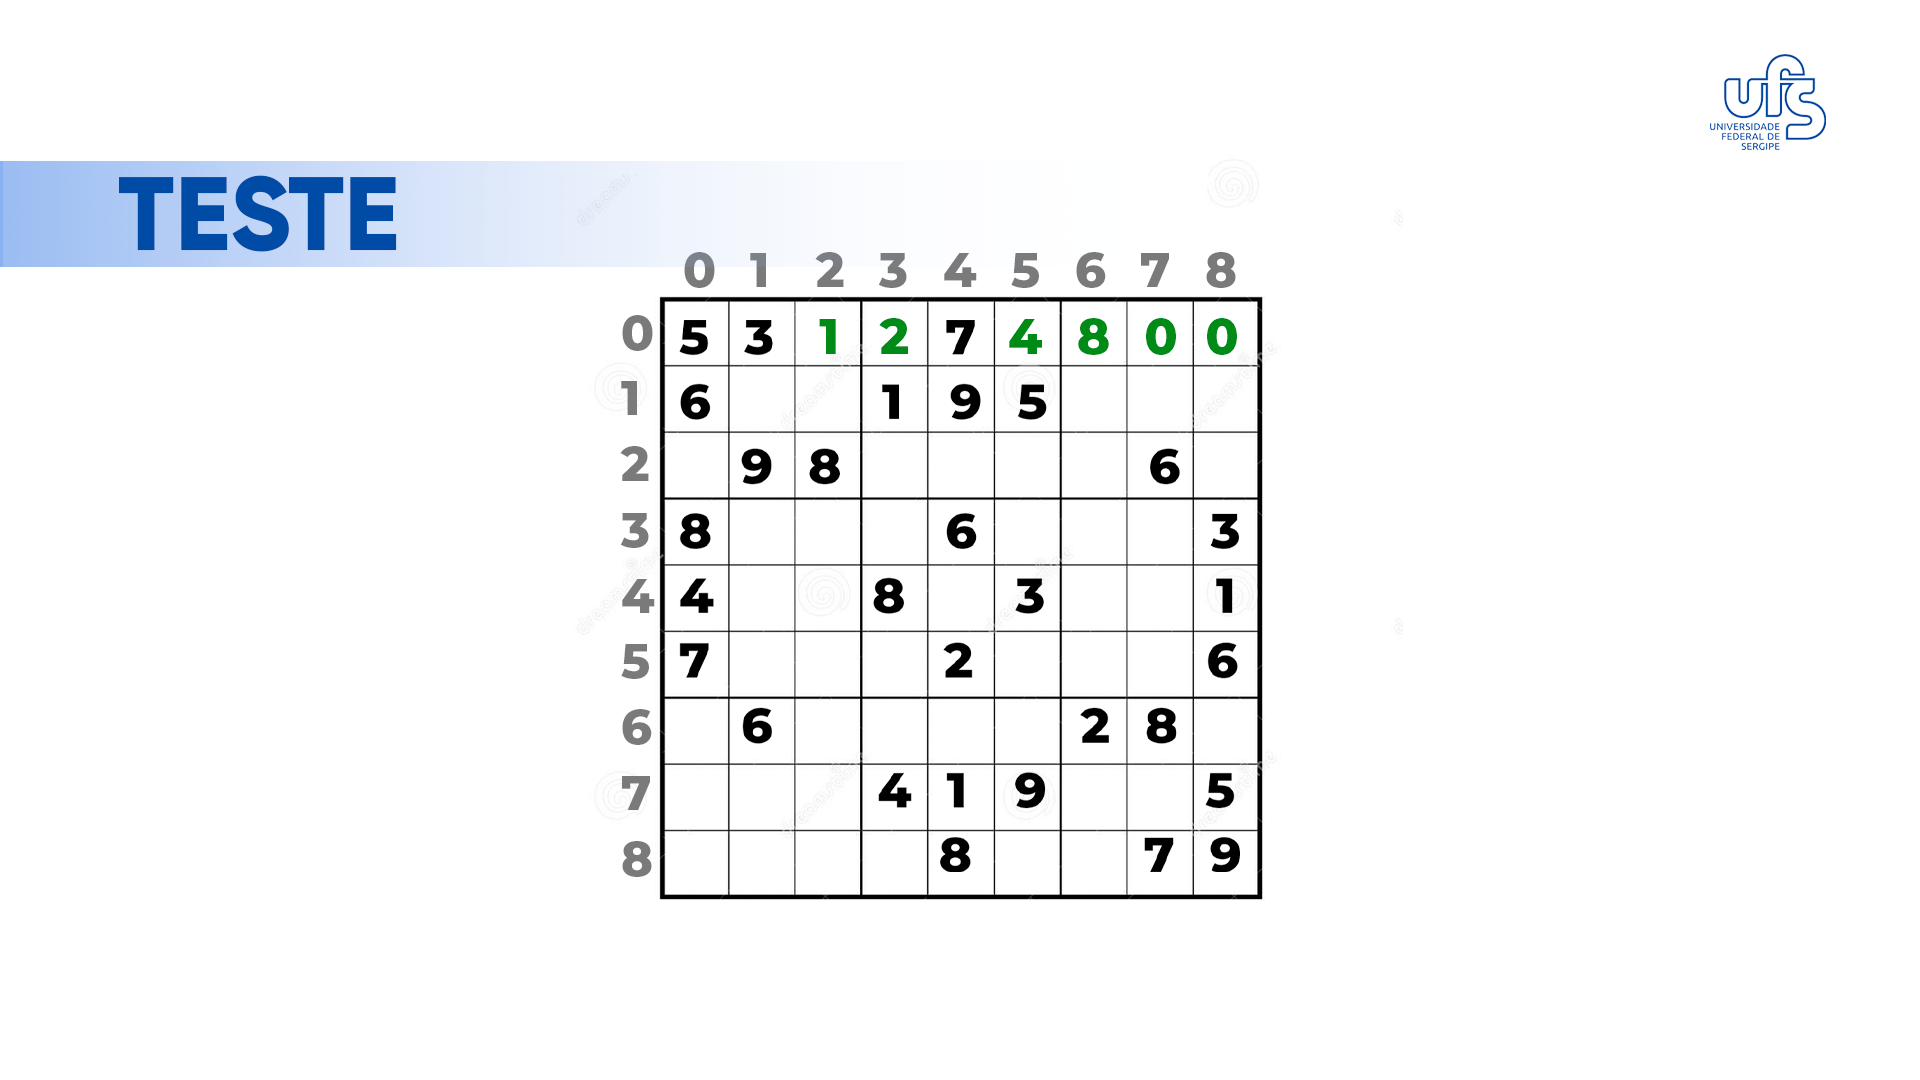 ufs
UNIVERSIDADE
FEDERAL DE
SERGIPE
TESTE
0 1 2 3 4 5 6 7 8
0 5 3 1 2 7 4 8 0 0
1 6 1 9 5
2 9 8 6
3 8 6 3
4 4 8 3 1
5 7 2 6
6 6 2 8
7 4 1 9 5
8 8 7 9